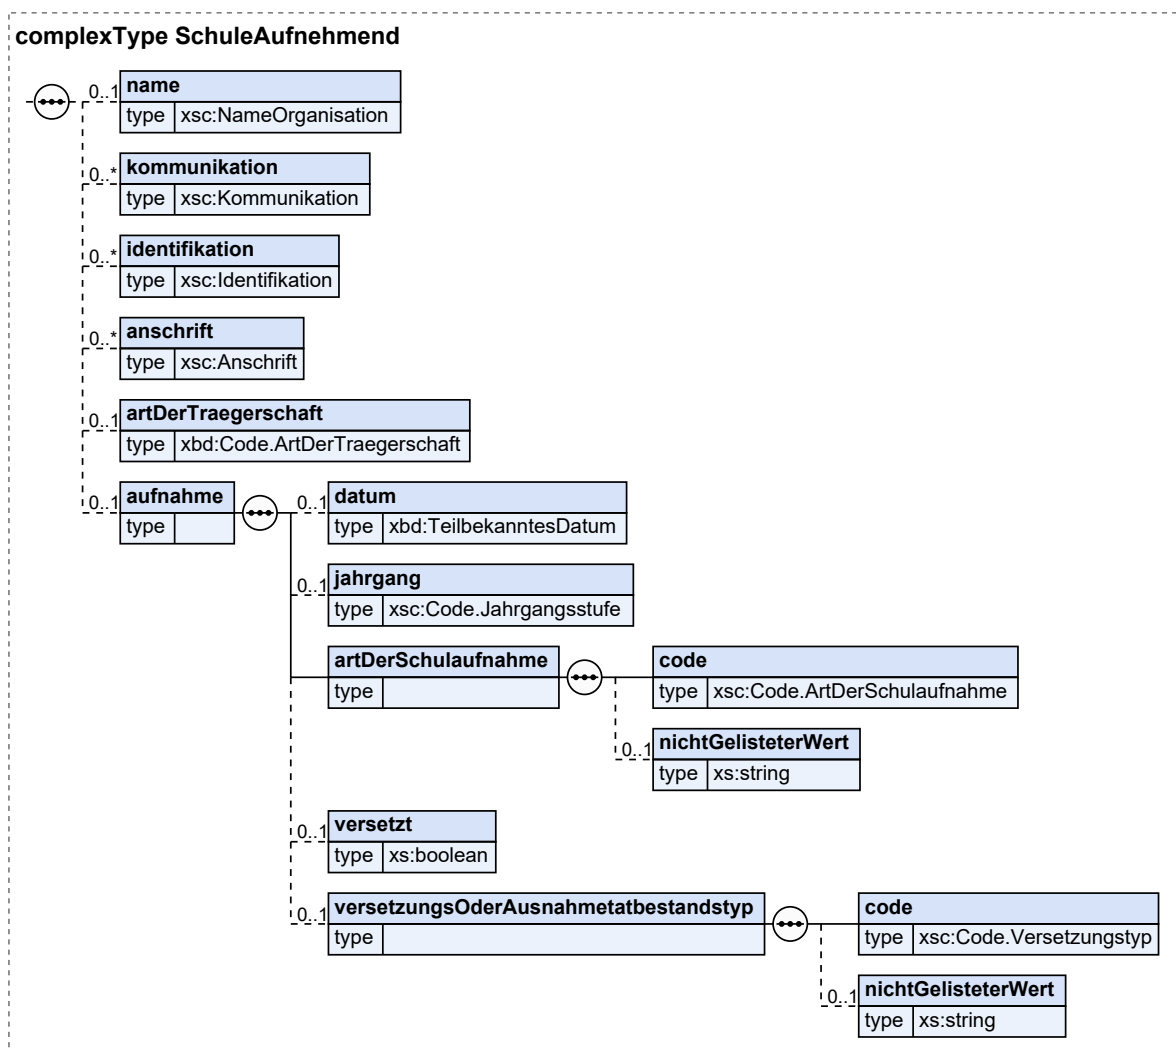 complexType SchuleAufnehmend
0..1 name
type xsc:NameOrganisation
0..* kommunikation
type xsc:Kommunikation
0..* identifikation
type xsc:Identifikation
0..* anschrift
type xsc:Anschrift
0..1 artDerTraegerschaft
type xbd:Code.ArtDerTraegerschaft
0..1 aufnahme 0..1 datum
type type xbd:TeilbekanntesDatum
0..1 jahrgang
type xsc:Code.Jahrgangsstufe
artDerSchulaufnahme code
type type xsc:Code.ArtDerSchulaufnahme
0..1 nichtGelisteterWert
type xs:string
0..1 versetzt
type xs:boolean
0..1 versetzungsOderAusnahmetatbestandstyp code
type type xsc:Code.Versetzungstyp
0..1 nichtGelisteterWert
type xs:string